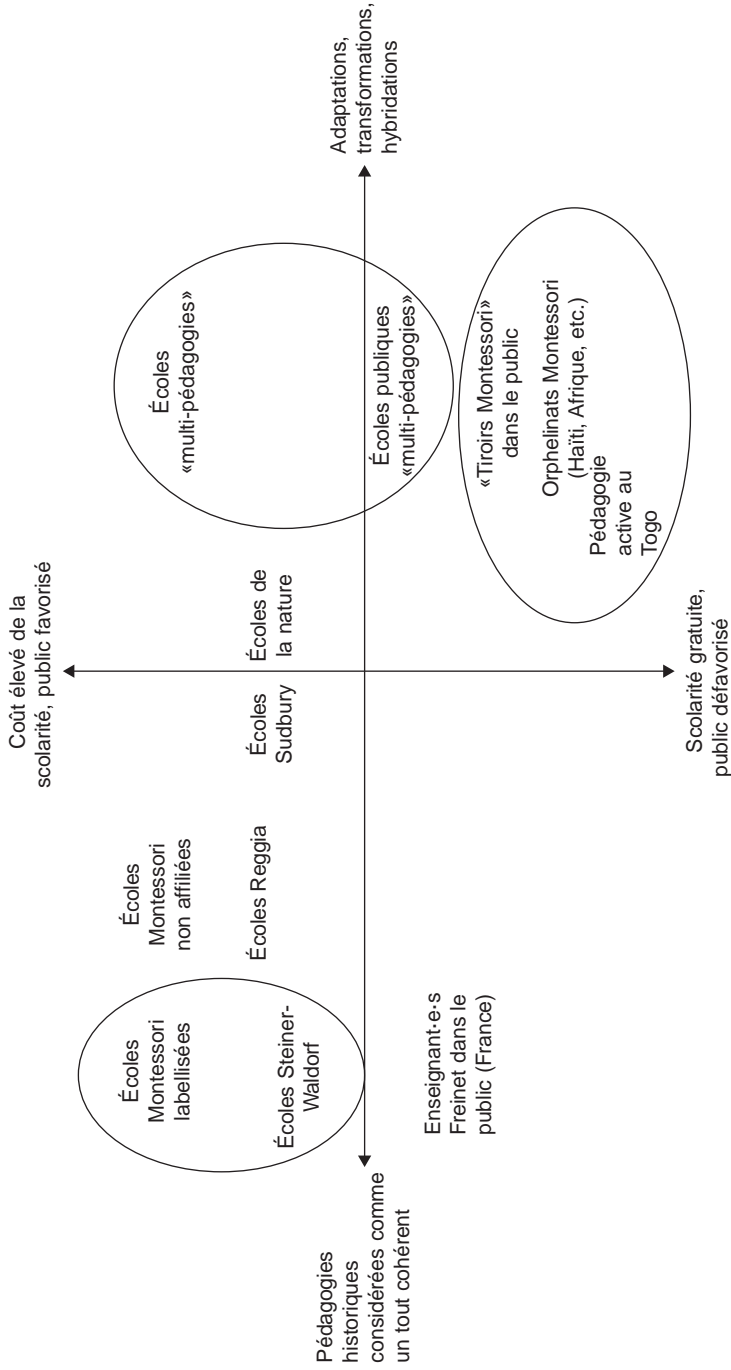 Coût élevé de la
scolarité, public favorisé
Écoles
Montessori
labellisées
Écoles Steiner-
Waldorf
Écoles
Montessori
non affiliées
Écoles Reggia
Écoles
Sudbury
Écoles de
la nature
Écoles
«multi-pédagogies»
Pédagogies
historiques
considérées comme
un tout cohérent
Adaptations,
transformations,
hybridations
Enseignant·e·s
Freinet dans le
public (France)
Écoles publiques
«multi-pédagogies»
«Tiroirs Montessori»
dans le public
Orphelinats Montessori
(Haïti, Afrique, etc.)
Pédagogie
active au
Togo
Scolarité gratuite,
public défavorisé